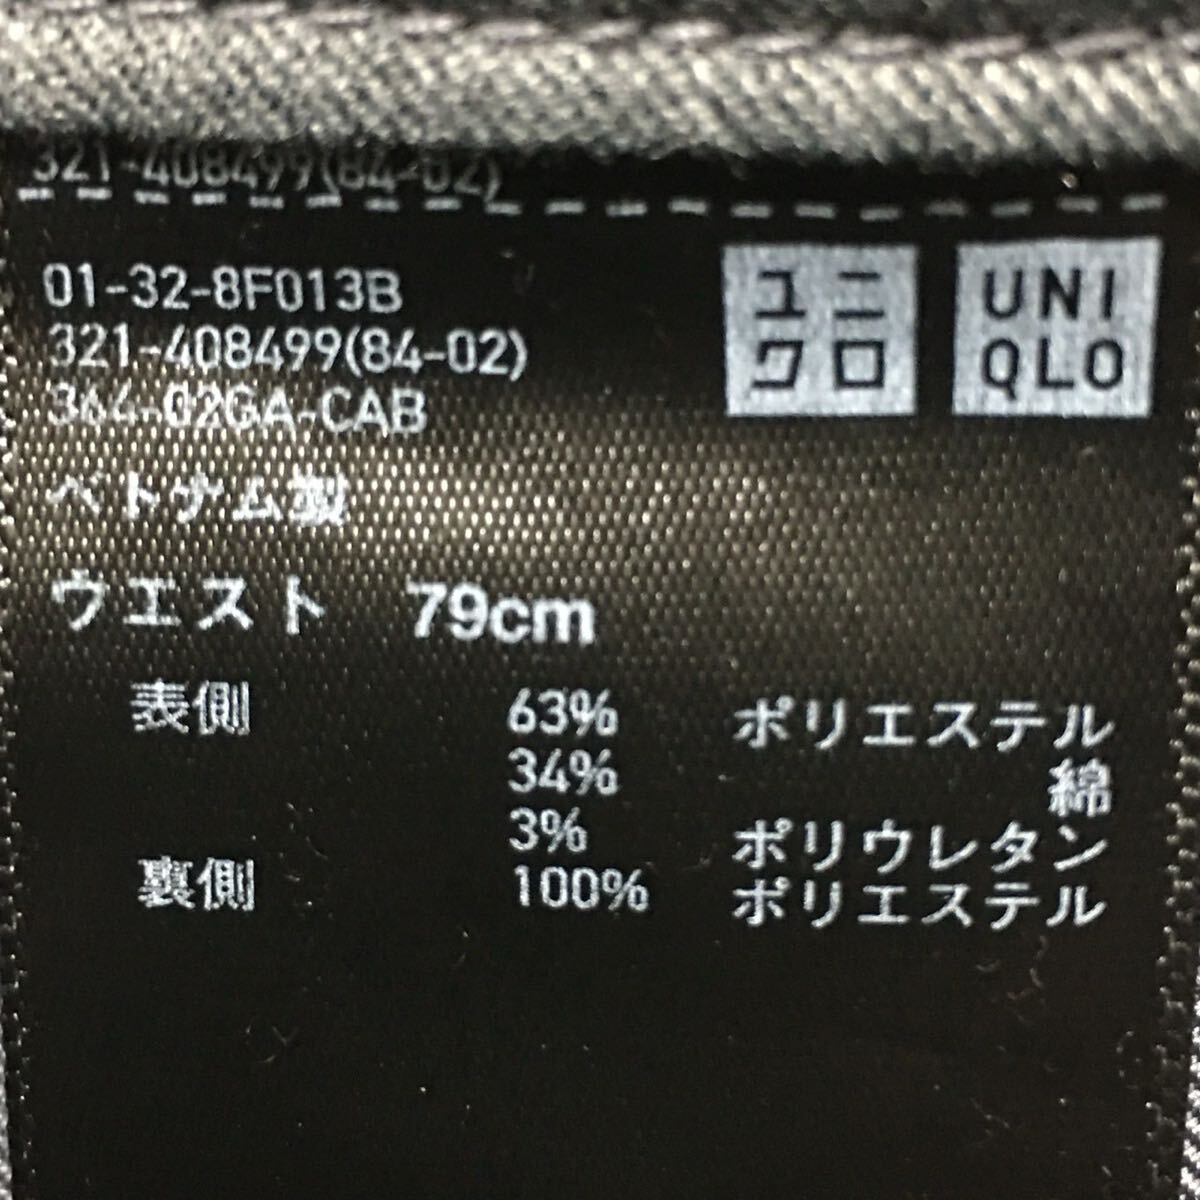 321-408499(84-02)
01-32-8F013B
321-408499(84-02)
364-02GA-CAB
ユニ
クロ
UNI
QLO
ベトナム製
ウエスト 79cm
表側 63% ポリエステル
34% 綿
3% ポリウレタン
裏側 100% ポリエステル